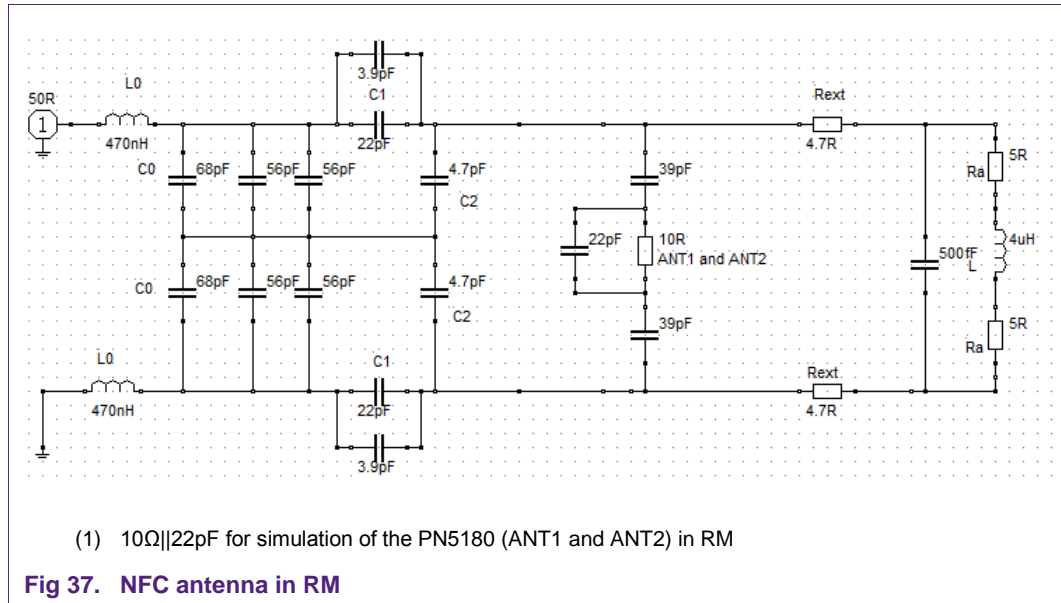 3.9pF
C1
L0
50R
1
470nH
22pF
Rext
4.7R
C0
68pF
56pF
56pF
4.7pF
C2
39pF
5R
Ra
22pF
10R
ANT1 and ANT2
4uH
500fF
L
C0
68pF
56pF
56pF
4.7pF
C2
39pF
5R
Ra
L0
470nH
C1
22pF
3.9pF
Rext
4.7R
(1) 10Ω||22pF for simulation of the PN5180 (ANT1 and ANT2) in RM
Fig 37. NFC antenna in RM